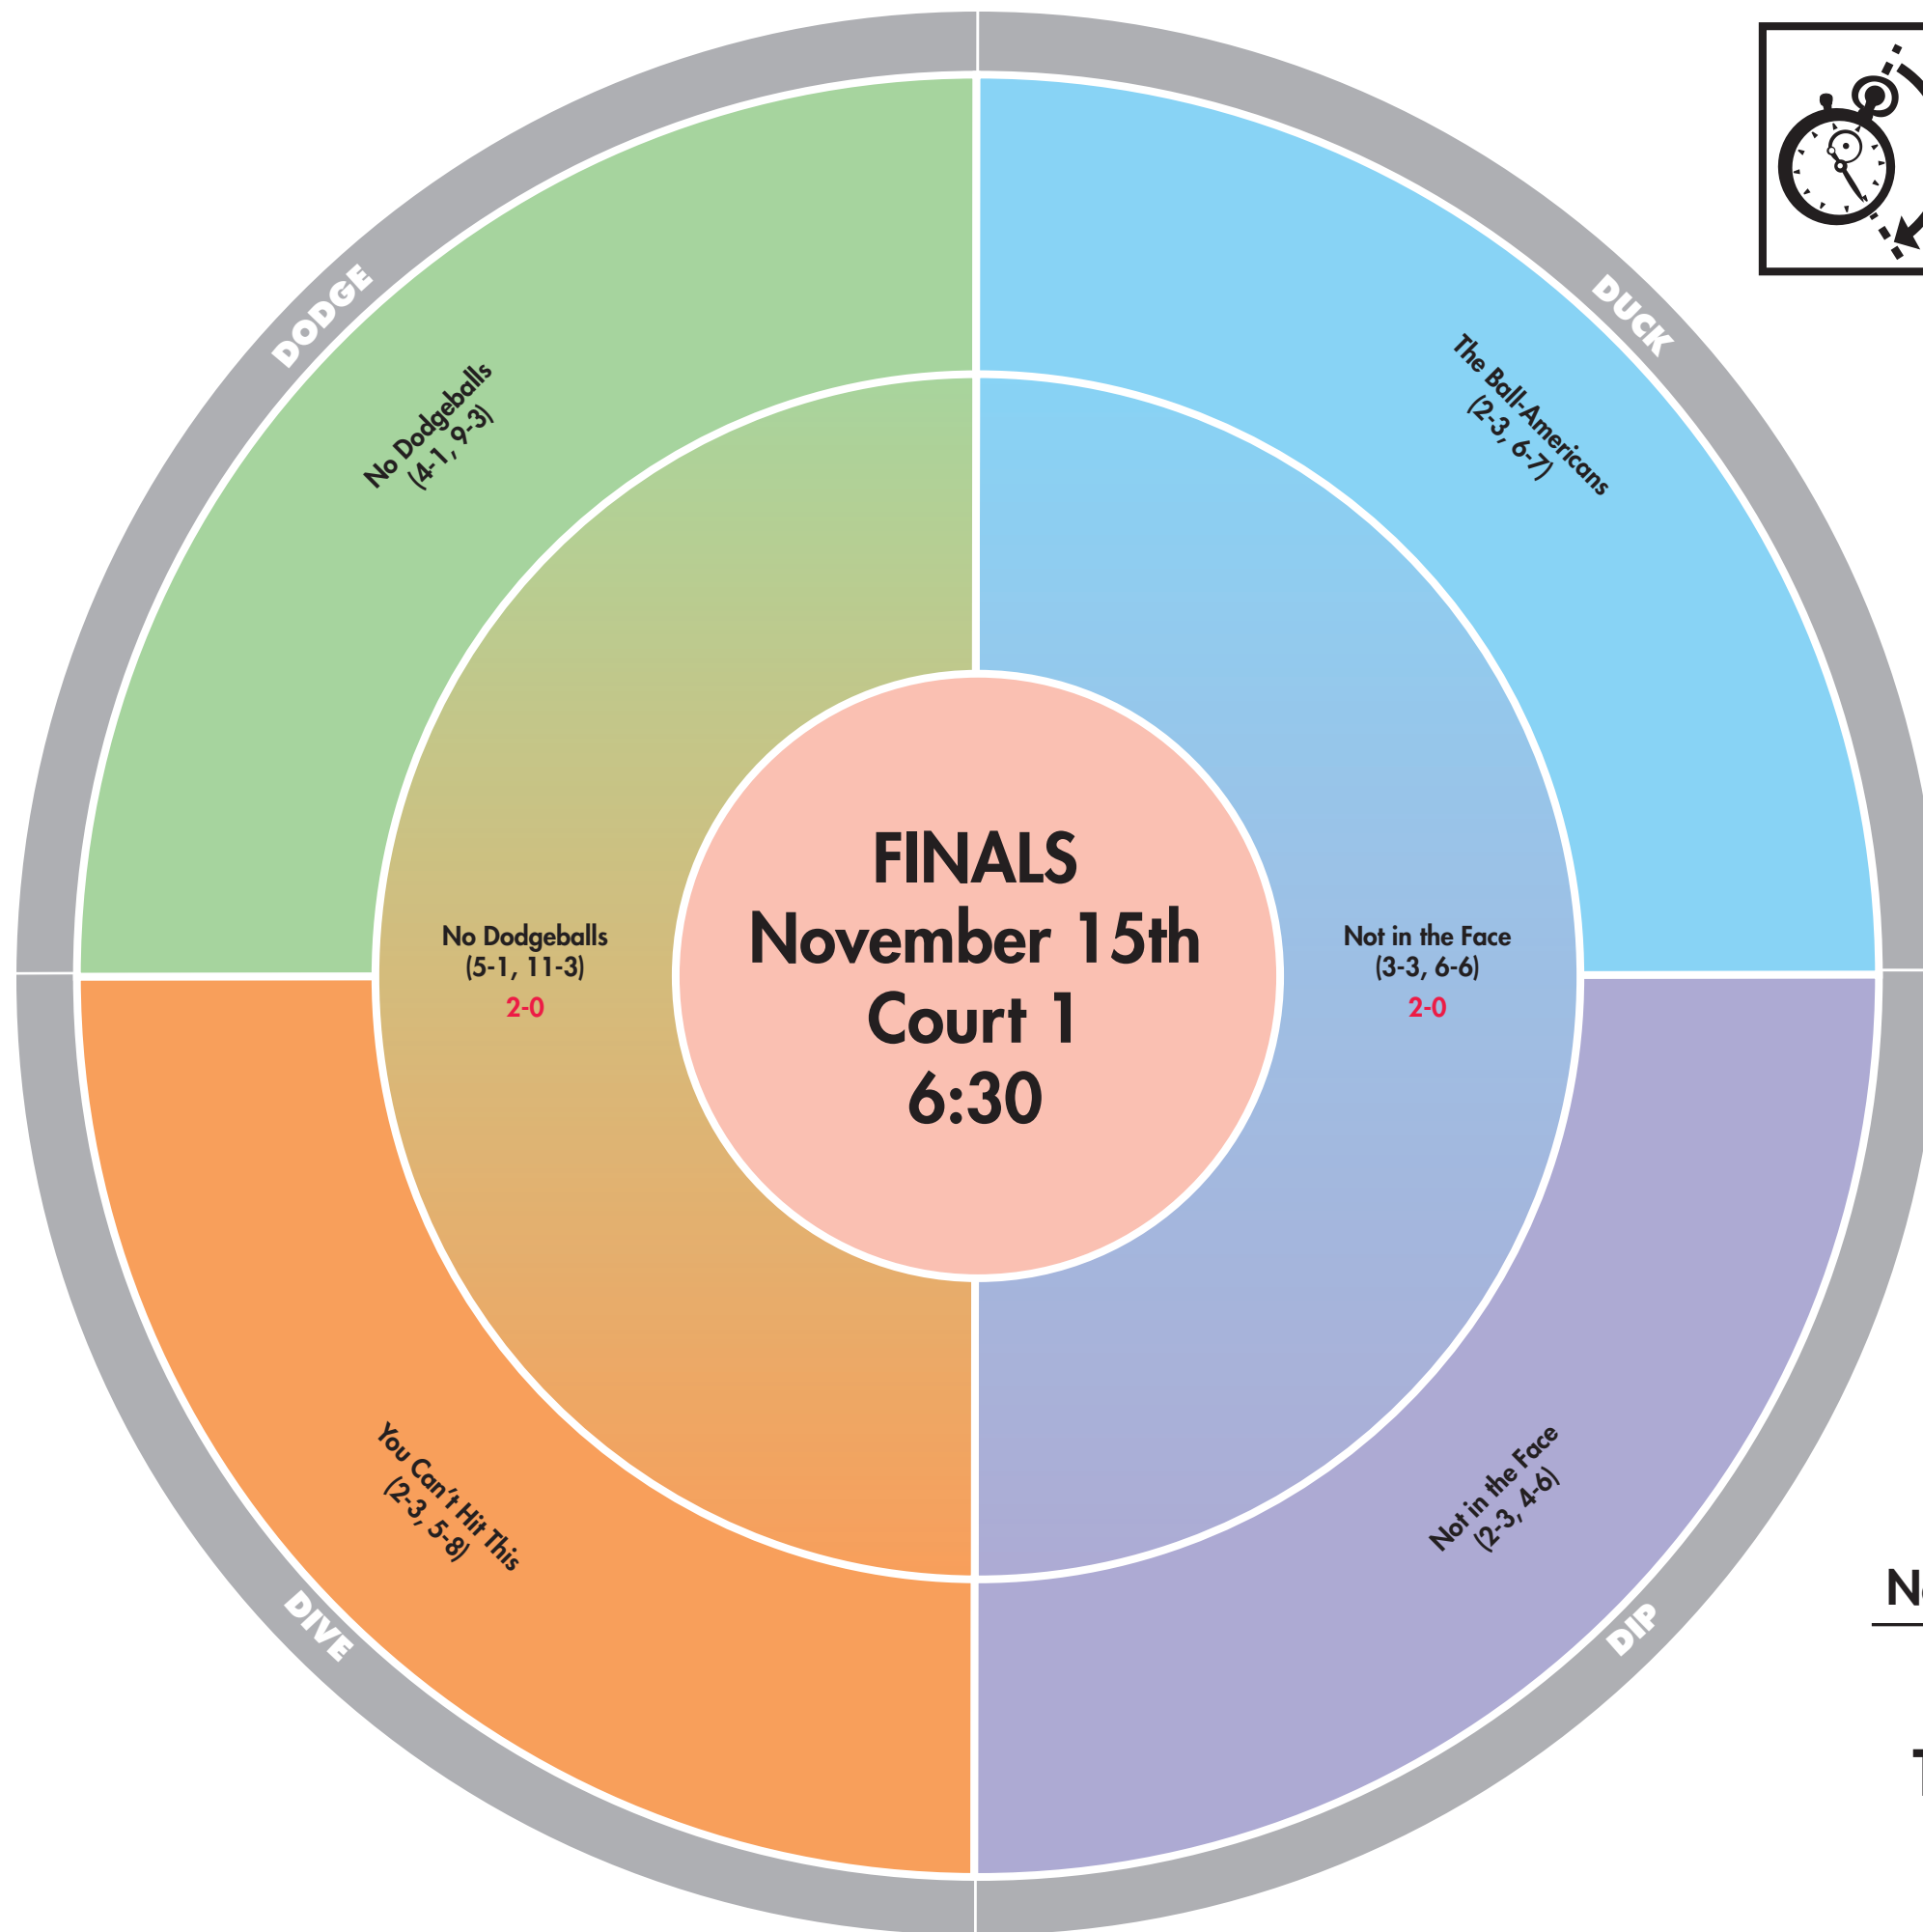 DODGE
DUCK
No Dodgeballs
(4-1, 9-3)
The Ball-Americans
(2-3, 6-7)
FINALS
November 15th
Court 1
6:30
No Dodgeballs
(5-1, 11-3)
2-0
Not in the Face
(3-3, 6-6)
2-0
You Can't Hit This
(2-3, 5-8)
Not in the Face
(2-3, 4-6)
DIVE
DIP